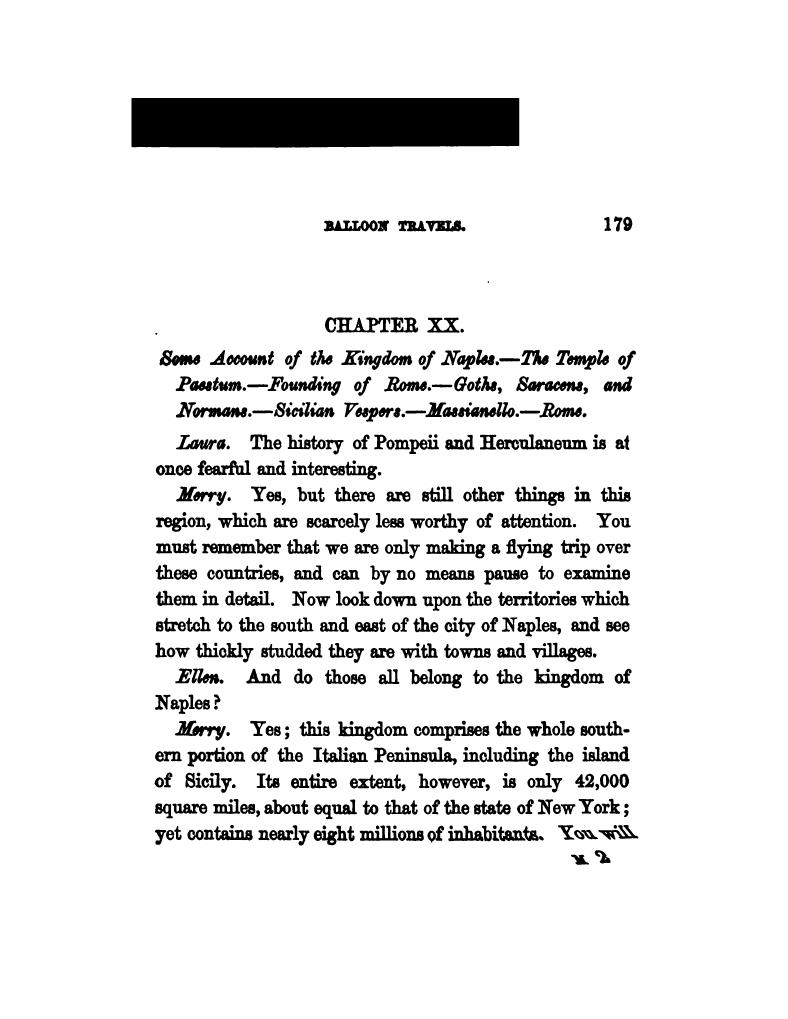 BALLOON TRAVELS. 179
CHAPTER XX.
Some Account of the Kingdom of Naples.—The Temple of
Paestum.—Founding of Rome.—Goths, Saracens, and
Normans.—Sicilian Vespers.—Massianello.—Rome.
Laura. The history of Pompeii and Herculaneum is at
once fearful and interesting.
Merry. Yes, but there are still other things in this
region, which are scarcely less worthy of attention. You
must remember that we are only making a flying trip over
these countries, and can by no means pause to examine
them in detail. Now look down upon the territories which
stretch to the south and east of the city of Naples, and see
how thickly studded they are with towns and villages.
Ellen. And do those all belong to the kingdom of
Naples?
Merry. Yes; this kingdom comprises the whole south-
ern portion of the Italian Peninsula, including the island
of Sicily. Its entire extent, however, is only 42,000
square miles, about equal to that of the state of New York;
yet contains nearly eight millions of inhabitants. You will
M 2